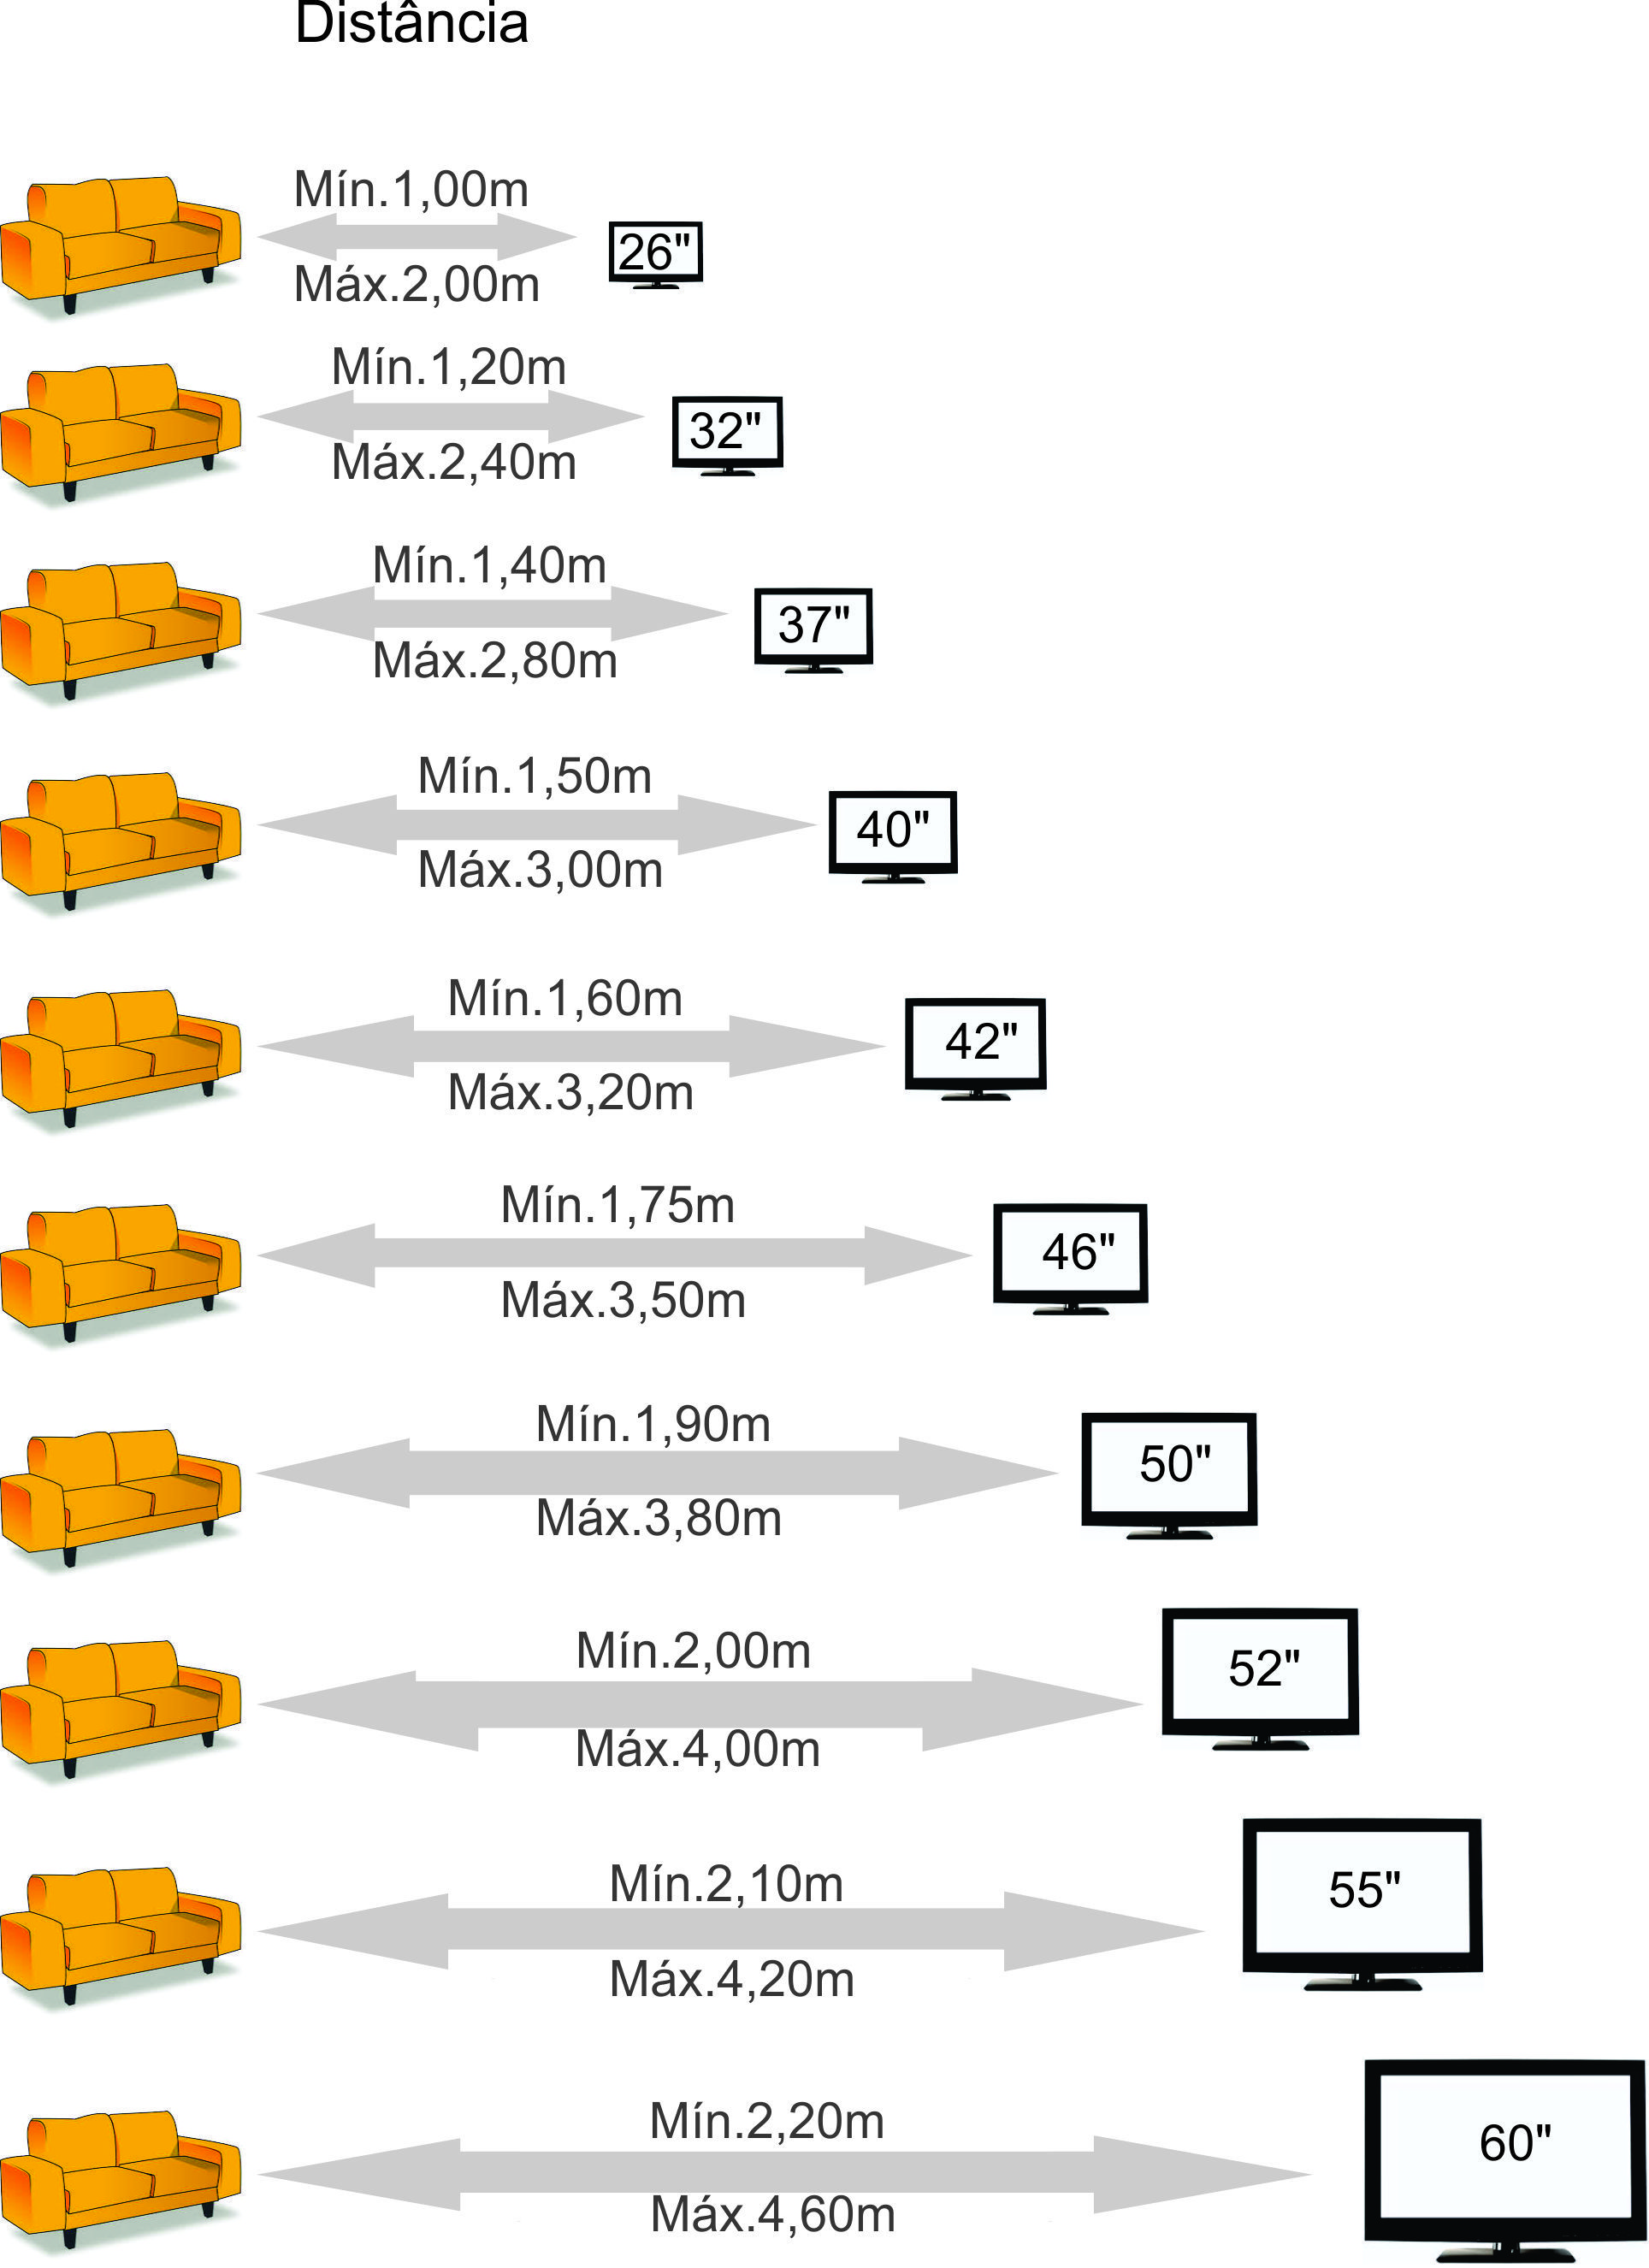 Distância
Mín.1,00m
26"
Máx.2,00m
Mín.1,20m
32"
Máx.2,40m
Mín.1,40m
37"
Máx.2,80m
Mín.1,50m
40"
Máx.3,00m
Mín.1,60m
42"
Máx.3,20m
Mín.1,75m
46"
Máx.3,50m
Mín.1,90m
50"
Máx.3,80m
Mín.2,00m
52"
Máx.4,00m
Mín.2,10m
55"
Máx.4,20m
Mín.2,20m
60"
Máx.4,60m